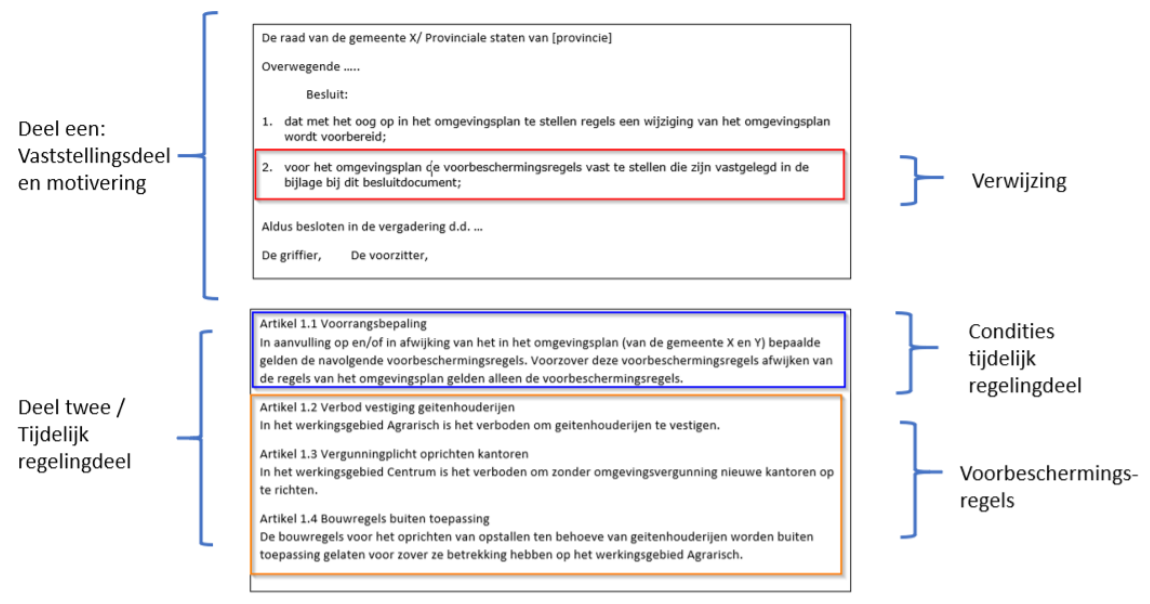 De raad van de gemeente X/ Provinciale staten van [provincie]
Overwegende .....
Besluit:
1. dat met het oog op in het omgevingsplan te stellen regels een wijziging van het omgevingsplan
wordt voorbereid;
2. voor het omgevingsplan de voorbeschermingsregels vast te stellen die zijn vastgelegd in de
bijlage bij dit besluitdocument;
Aldus besloten in de vergadering d.d. ...
De griffier, De voorzitter,
Deel een:
Vaststellingsdeel
en motivering
Verwijzing
Artikel 1.1 Voorrangsbepaling
In aanvulling op en/of in afwijking van het in het omgevingsplan (van de gemeente X en Y) bepaalde
gelden de navolgende voorbeschermingsregels. Voorzover deze voorbeschermingsregels afwijken van
de regels van het omgevingsplan gelden alleen de voorbeschermingsregels.
Artikel 1.2 Verbod vestiging geitenhouderijen
In het werkingsgebied Agrarisch is het verboden om geitenhouderijen te vestigen.
Artikel 1.3 Vergunningplicht oprichten kantoren
In het werkingsgebied Centrum is het verboden om zonder omgevingsvergunning nieuwe kantoren op
te richten.
Artikel 1.4 Bouwregels buiten toepassing
De bouwregels voor het oprichten van opstallen ten behoeve van geitenhouderijen worden buiten
toepassing gelaten voor zover ze betrekking hebben op het werkingsgebied Agrarisch.
Deel twee /
Tijdelijk
regelingdeel
Condities
tijdelijk
regelingdeel
Voorbeschermings-
regels